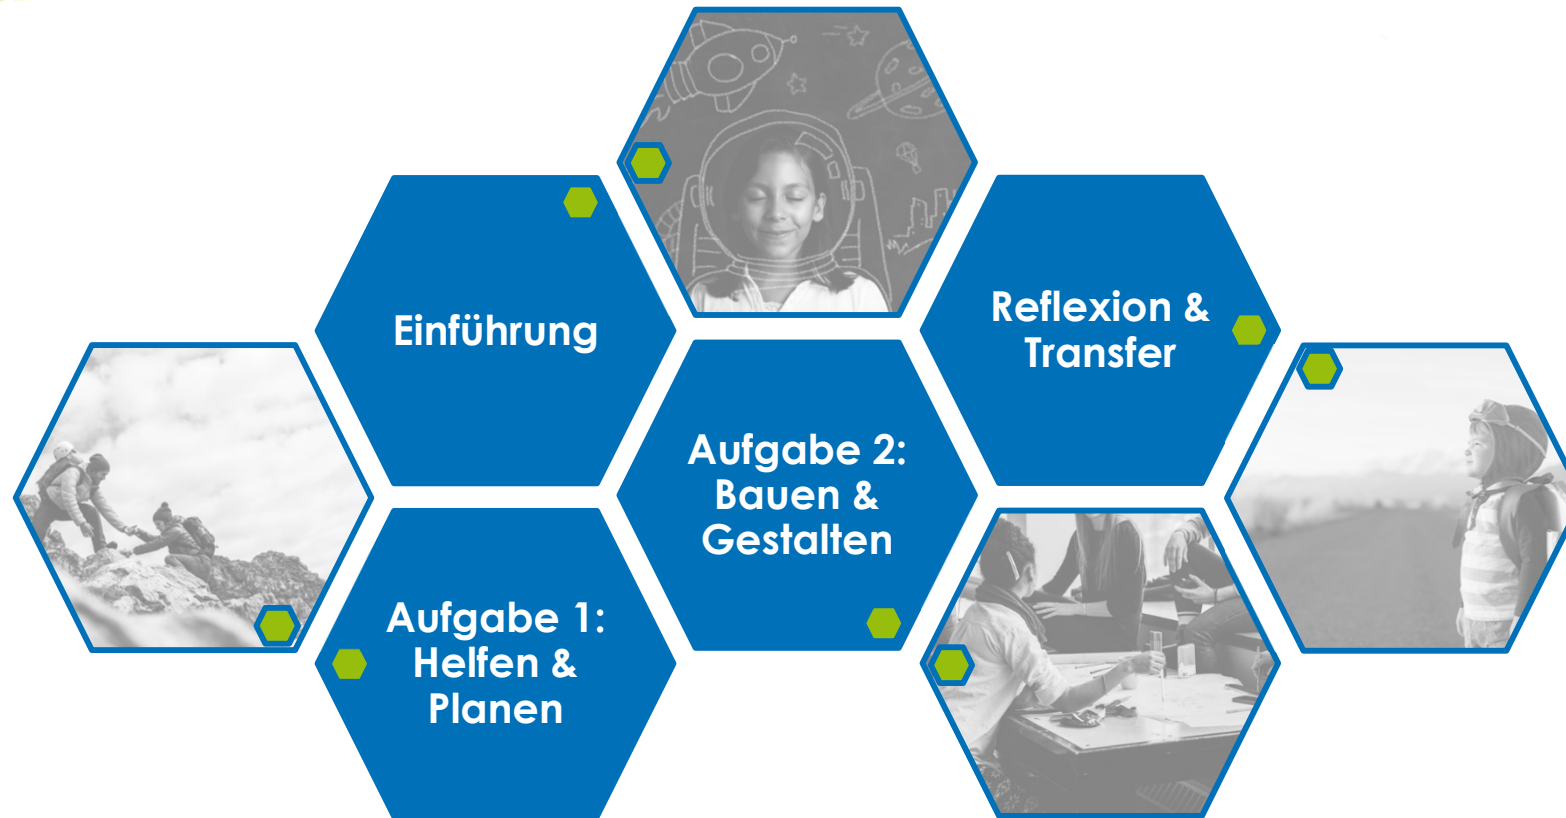 Einführung
Aufgabe 1:
Helfen &
Planen
Aufgabe 2:
Bauen &
Gestalten
Reflexion &
Transfer